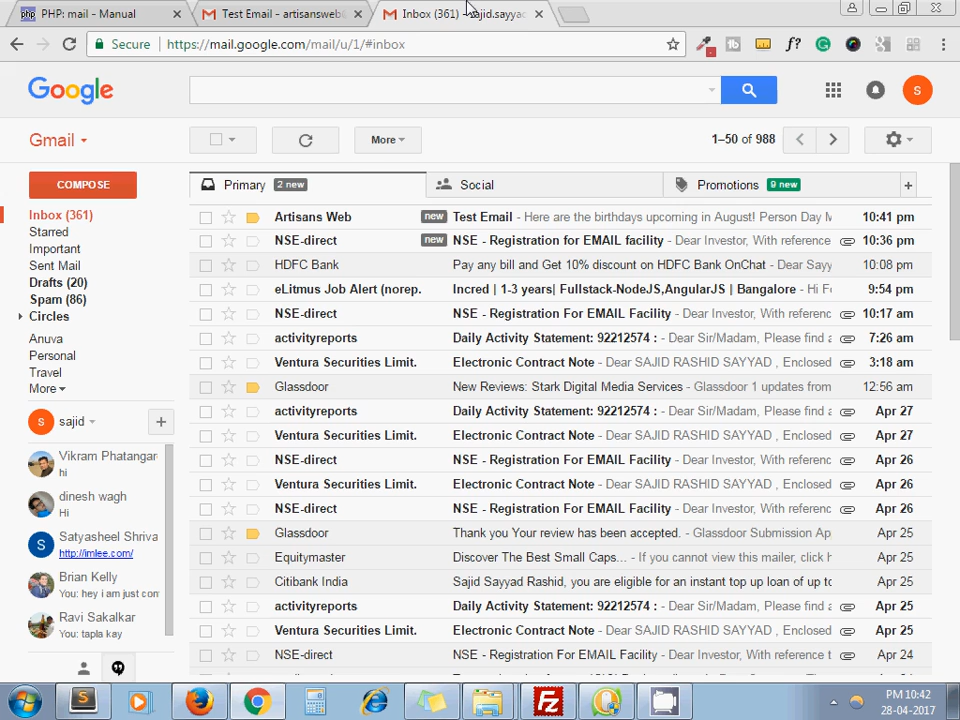 php PHP: mail - Manual
Test Email - artisansweb@
Inbox (361) - sajid.sayyad
Secure https://mail.google.com/mail/u/1/#inbox
f?
Google
S
Gmail
More
1–50 of 988
COMPOSE
Primary 2 new
Social
Promotions 9 new
+
Inbox (361)
Starred
Important
Sent Mail
Drafts (20)
Spam (86)
Circles
Anuva
Personal
Travel
More
S sajid
+
Vikram Phatangar
hi
dinesh wagh
Hi
S Satyasheel Shriva
http://imlee.com/
Brian Kelly
You: hey i am just con
Ravi Sakalkar
You: tapla kay
Artisans Web new Test Email - Here are the birthdays upcoming in August! Person Day M 10:41 pm
NSE-direct new NSE - Registration for EMAIL facility - Dear Investor, With reference 10:36 pm
HDFC Bank Pay any bill and Get 10% discount on HDFC Bank OnChat - Dear Sayy 10:08 pm
eLitmus Job Alert (norep. Incred | 1-3 years| Fullstack-NodeJS,AngularJS | Bangalore - Hi F 9:54 pm
NSE-direct NSE - Registration For EMAIL Facility - Dear Investor, With referenc 10:17 am
activityreports Daily Activity Statement: 92212574 : - Dear Sir/Madam, Please find a 7:26 am
Ventura Securities Limit. Electronic Contract Note - Dear SAJID RASHID SAYYAD , Enclosed 3:18 am
Glassdoor New Reviews: Stark Digital Media Services - Glassdoor 1 updates from 12:56 am
activityreports Daily Activity Statement: 92212574 : - Dear Sir/Madam, Please find a Apr 27
Ventura Securities Limit. Electronic Contract Note - Dear SAJID RASHID SAYYAD , Enclosed Apr 27
NSE-direct NSE - Registration For EMAIL Facility - Dear Investor, With referenc Apr 26
Ventura Securities Limit. Electronic Contract Note - Dear SAJID RASHID SAYYAD , Enclosed Apr 26
NSE-direct NSE - Registration For EMAIL Facility - Dear Investor, With referenc Apr 26
Glassdoor Thank you Your review has been accepted. - Glassdoor Submission Ap Apr 25
Equitymaster Discover The Best Small Caps... - If you cannot view this mailer, click h Apr 25
Citibank India Sajid Sayyad Rashid, you are eligible for an instant top up loan of up to Apr 25
activityreports Daily Activity Statement: 92212574 : - Dear Sir/Madam, Please find a Apr 25
Ventura Securities Limit. Electronic Contract Note - Dear SAJID RASHID SAYYAD , Enclosed Apr 25
NSE-direct NSE - Registration For EMAIL Facility - Dear Investor, With reference t Apr 24
PM 10:42
28-04-2017